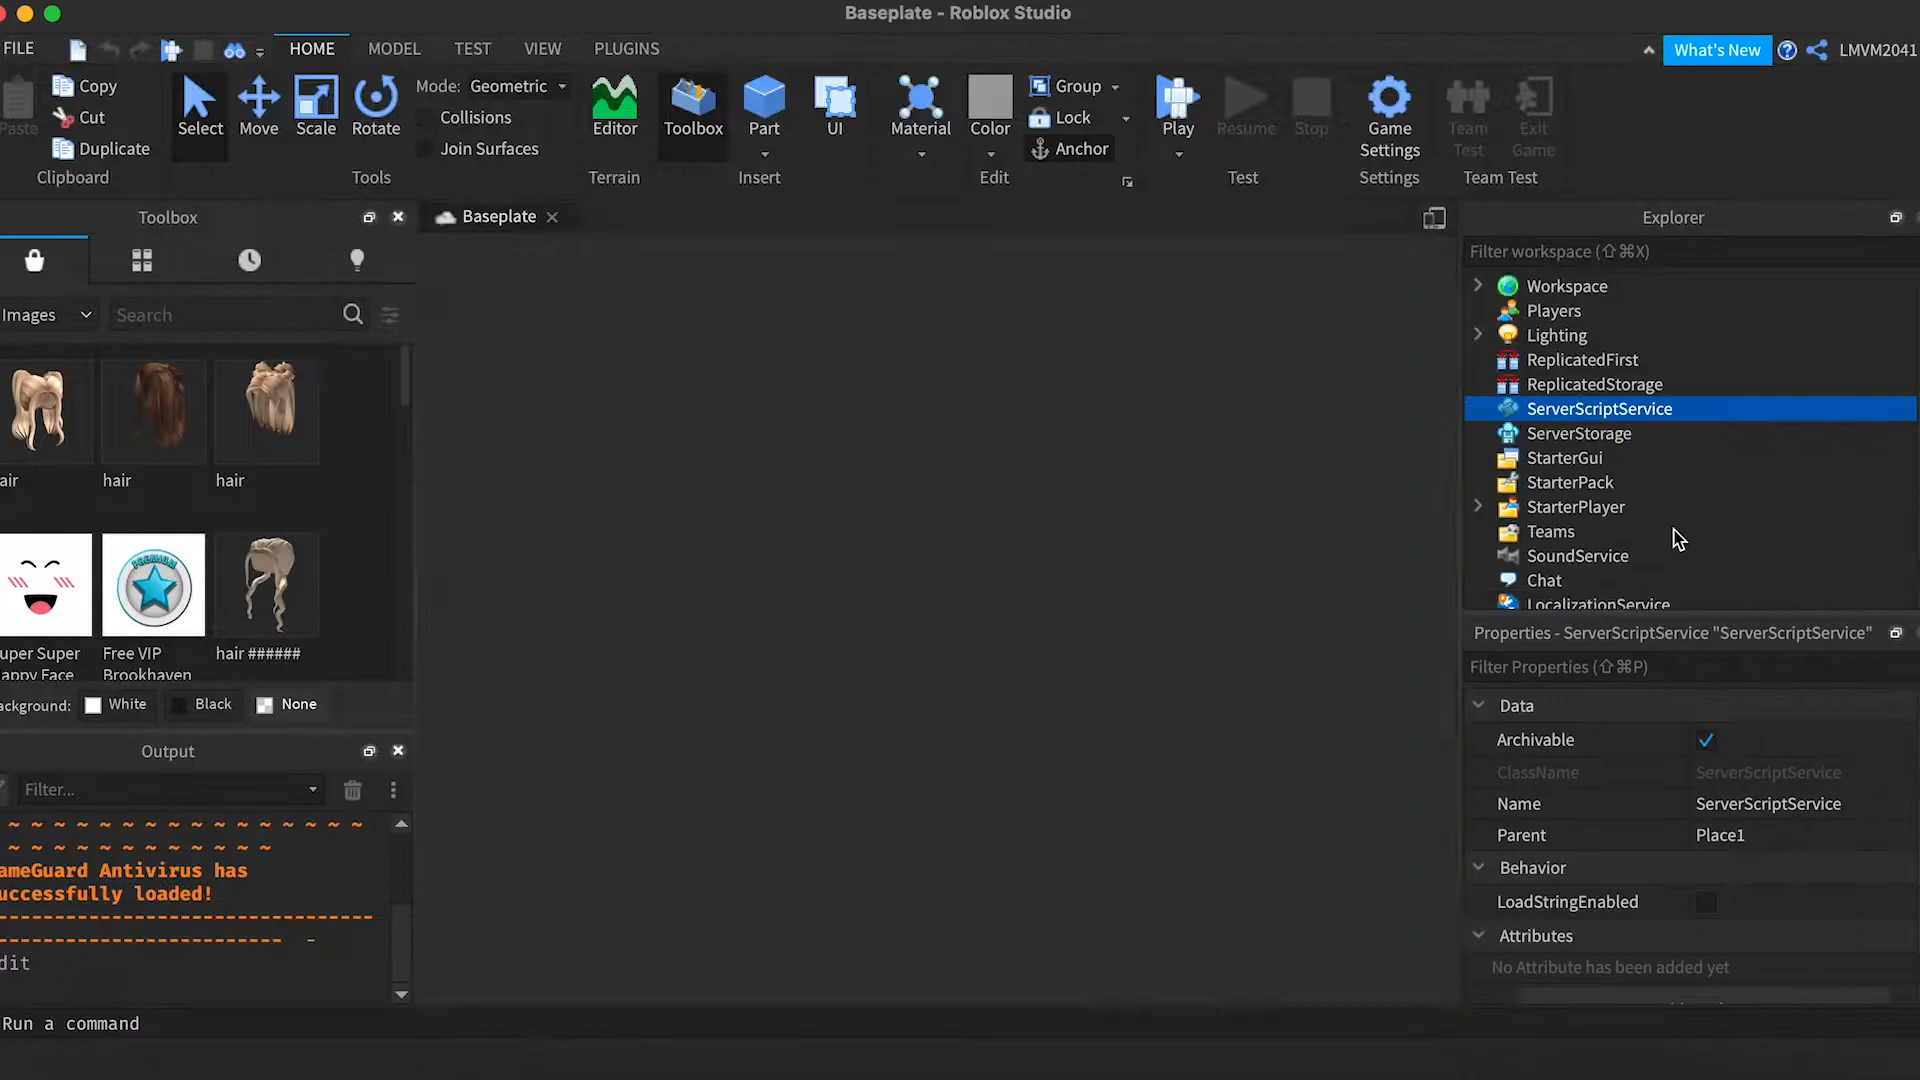 Baseplate - Roblox Studio
FILE HOME MODEL TEST VIEW PLUGINS What's New LMVM2041
Paste
Copy
Cut
Duplicate
Clipboard
Select Move Scale Rotate
Mode: Geometric
Collisions
Join Surfaces
Tools
Editor
Terrain
Toolbox Part UI
Insert
Material Color
Group
Lock
Anchor
Edit
Play Resume Stop
Test
Game
Settings
Settings
Team
Test
Exit
Game
Team Test
Toolbox
Images Search
air hair hair
uper Super
appy Face
PREMIUM
Free VIP
Brookhaven
hair ######
ackground: White Black None
Output
Filter...
~ ~ ~ ~ ~ ~ ~ ~ ~ ~ ~ ~ ~ ~ ~ ~
~ ~ ~ ~ ~ ~ ~ ~ ~ ~ ~ ~
ameGuard Antivirus has
uccessfully loaded!
---------------------------------
------------------------- -
dit
Run a command
Baseplate
Explorer
Filter workspace (⇧⌘X)
Workspace
Players
Lighting
ReplicatedFirst
ReplicatedStorage
ServerScriptService
ServerStorage
StarterGui
StarterPack
StarterPlayer
Teams
SoundService
Chat
LocalizationService
Properties - ServerScriptService "ServerScriptService"
Filter Properties (⇧⌘P)
Data
Archivable
ClassName ServerScriptService
Name ServerScriptService
Parent Place1
Behavior
LoadStringEnabled
Attributes
No Attribute has been added yet